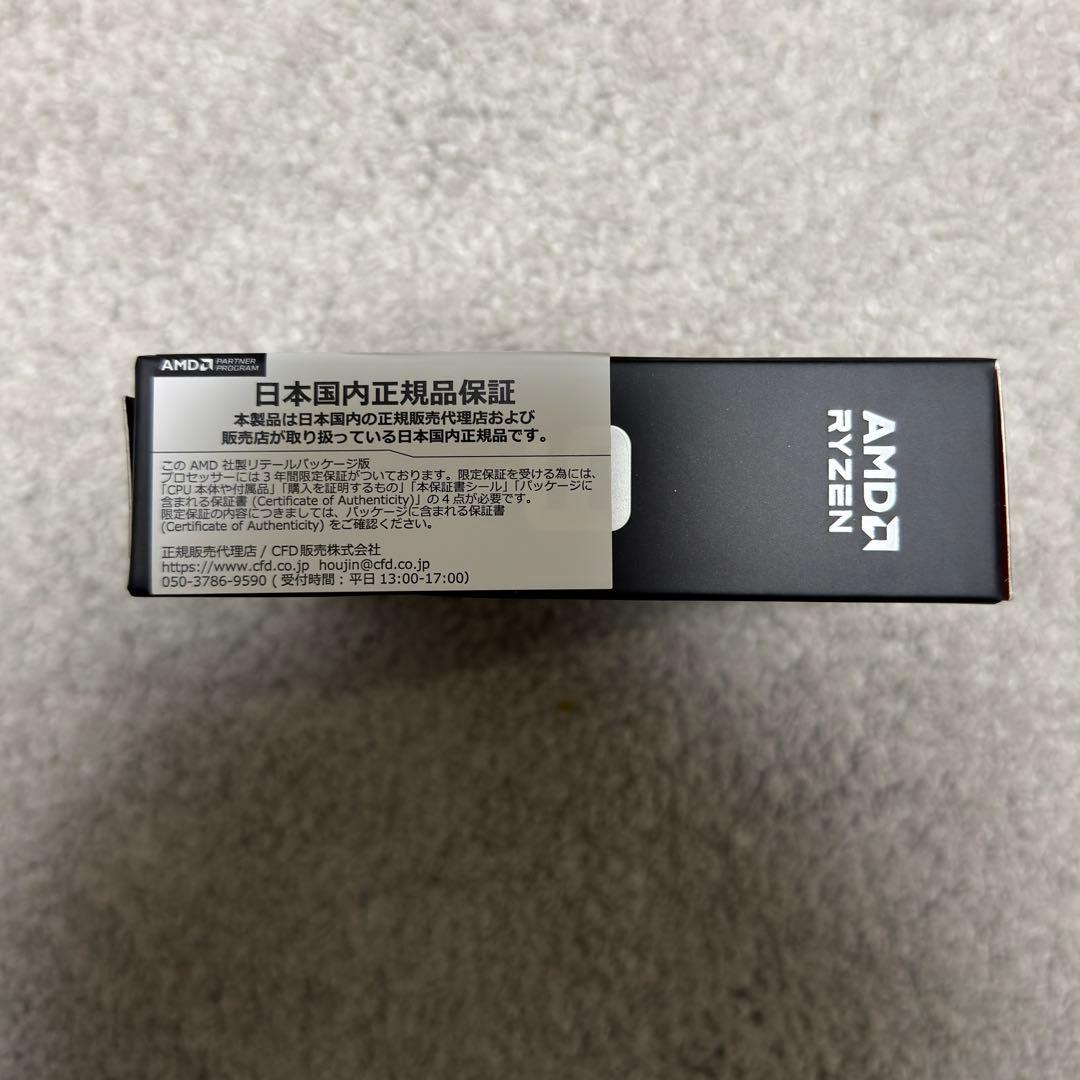 AMD PARTNER PROGRAM
日本国内正規品保証
本製品は日本国内の正規販売代理店および
販売店が取り扱っている日本国内正規品です。
この AMD 社製リテールパッケージ版
プロセッサーには3年間限定保証がついております。限定保証を受ける為には、
「CPU 本体や付属品」「購入を証明するもの」「本保証書シール」「パッケージに
含まれる保証書 (Certificate of Authenticity)」の4点が必要です。
限定保証の内容につきましては、パッケージに含まれる保証書
(Certificate of Authenticity) をご確認ください。
正規販売代理店 / CFD販売株式会社
https://www.cfd.co.jp houjin@cfd.co.jp
050-3786-9590 ( 受付時間 : 平日 13:00-17:00)
AMD
RYZEN